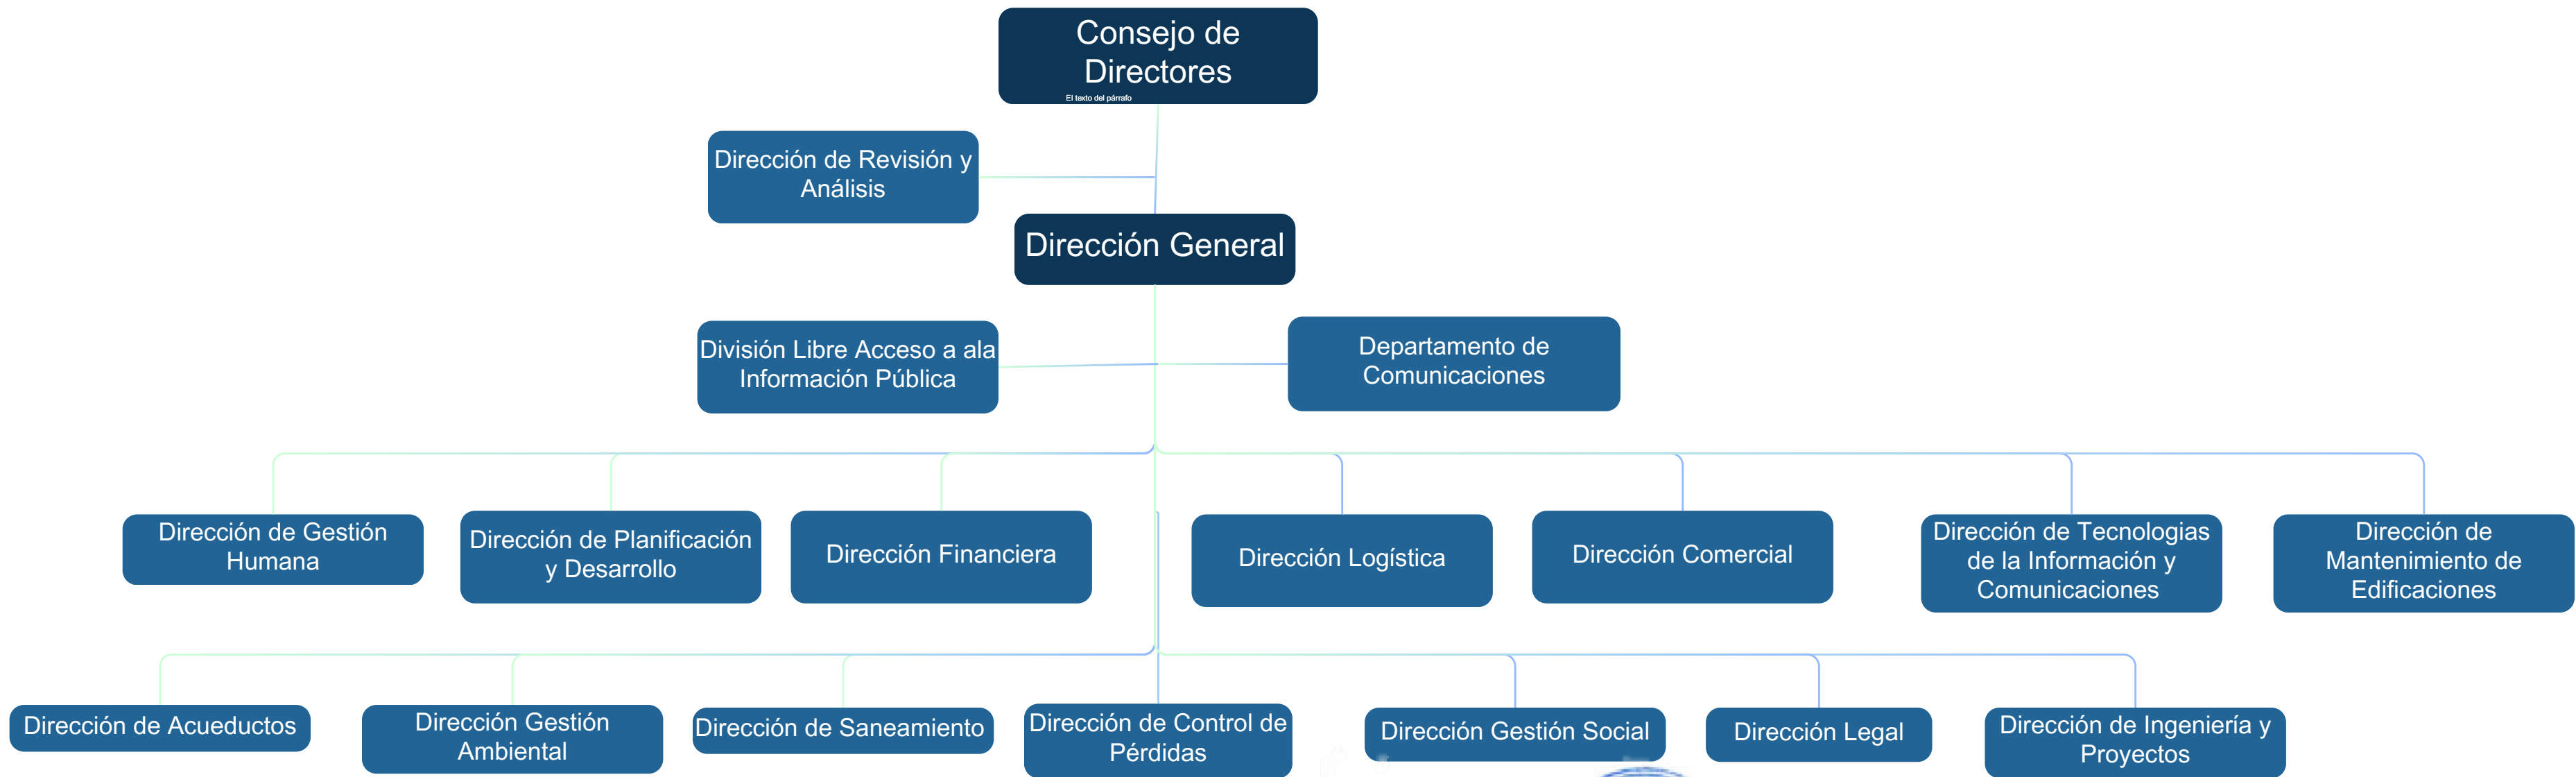 Consejo de
Directores
El texto del párrafo
Dirección de Revisión y
Análisis
Dirección General
División Libre Acceso a ala
Información Pública
Departamento de
Comunicaciones
Dirección de Gestión
Humana
Dirección de Planificación
y Desarrollo
Dirección Financiera
Dirección Logística
Dirección Comercial
Dirección de Tecnologias
de la Información y
Comunicaciones
Dirección de
Mantenimiento de
Edificaciones
Dirección de Acueductos
Dirección Gestión
Ambiental
Dirección de Saneamiento
Dirección de Control de
Pérdidas
Dirección Gestión Social
Dirección Legal
Dirección de Ingeniería y
Proyectos